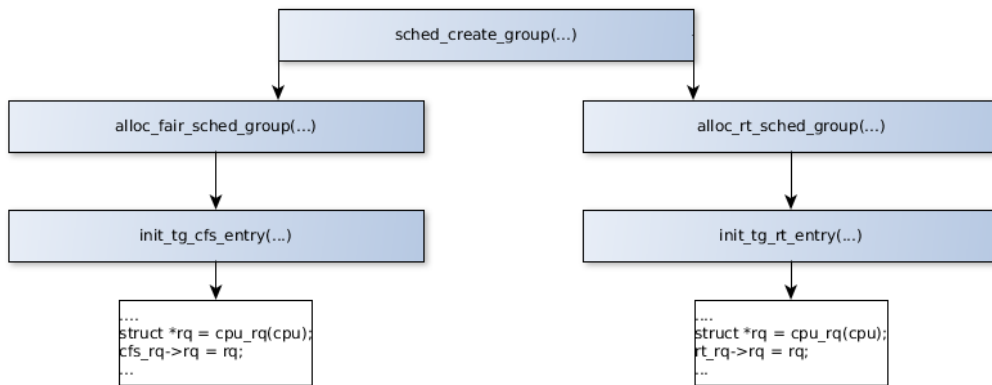 sched_create_group(...)
alloc_fair_sched_group(...)
alloc_rt_sched_group(...)
init_tg_cfs_entry(...)
init_tg_rt_entry(...)
....
struct *rq = cpu_rq(cpu);
cfs_rq->rq = rq;
...
....
struct *rq = cpu_rq(cpu);
rt_rq->rq = rq;
...